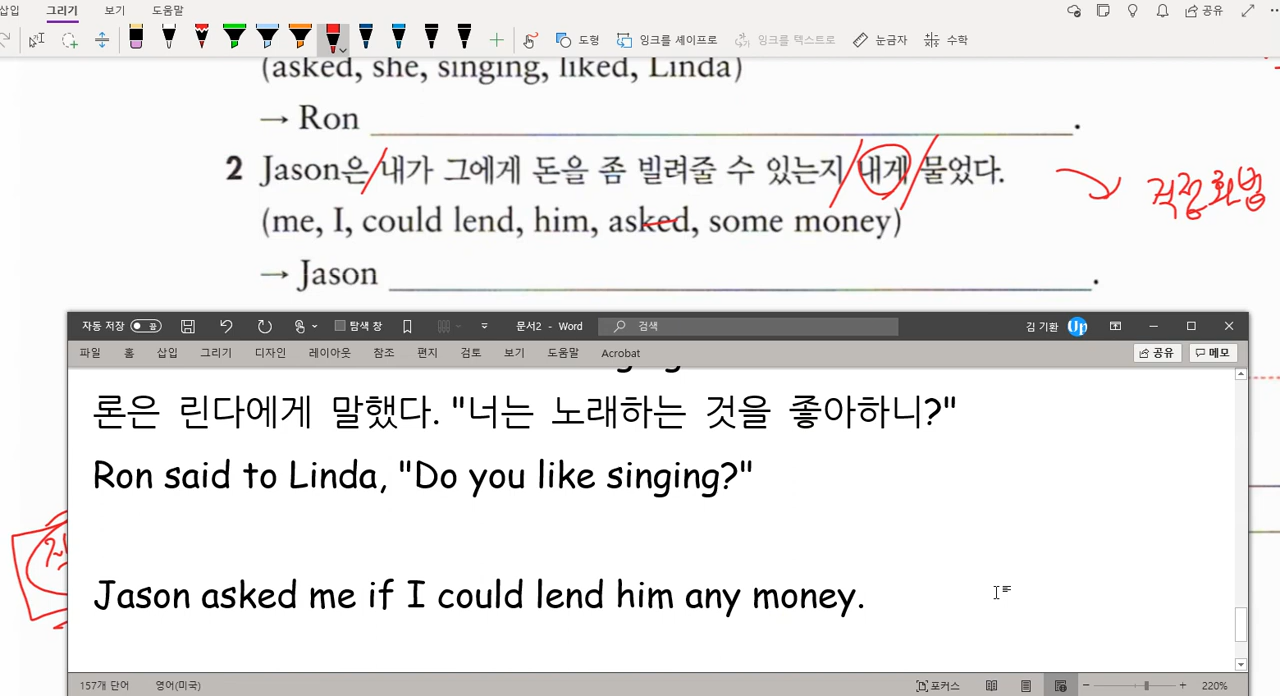 삽입 그리기 보기 도움말
공유
도형 잉크를 셰이프로 잉크를 텍스트로 눈금자 수학
(asked, she, singing, liked, Linda)
→ Ron .
2 Jason은 내가 그에게 돈을 좀 빌려줄 수 있는지 내게 물었다.
(me, I, could lend, him, asked, some money)
→ Jason .
자동 저장 끔 탐색 창 문서2 - Word 검색 김 기환 Up
파일 홈 삽입 그리기 디자인 레이아웃 참조 편지 검토 보기 도움말 Acrobat 공유 메모
론은 린다에게 말했다. "너는 노래하는 것을 좋아하니?"
Ron said to Linda, "Do you like singing?"
Jason asked me if I could lend him any money.
157개 단어 영어(미국) 포커스 220%